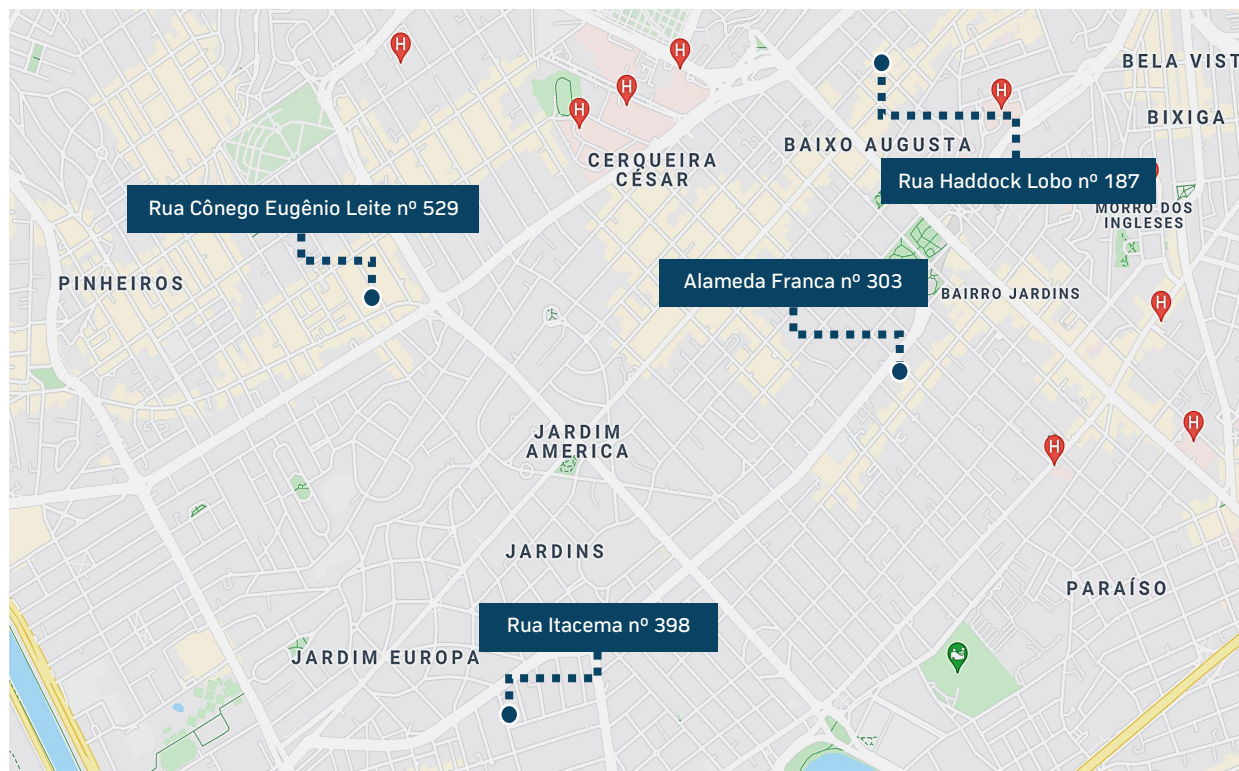 BELA VIST
BIXIGA
BAIXO AUGUSTA
CERQUEIRA
CÉSAR
Rua Haddock Lobo nº 187
Rua Cônego Eugênio Leite nº 529
MORRO DOS
INGLESES
PINHEIROS
Alameda Franca nº 303
BAIRRO JARDINS
JARDIM
AMERICA
JARDINS
PARAÍSO
Rua Itacema nº 398
JARDIM EUROPA
H
H
H
H
H
H
H
H